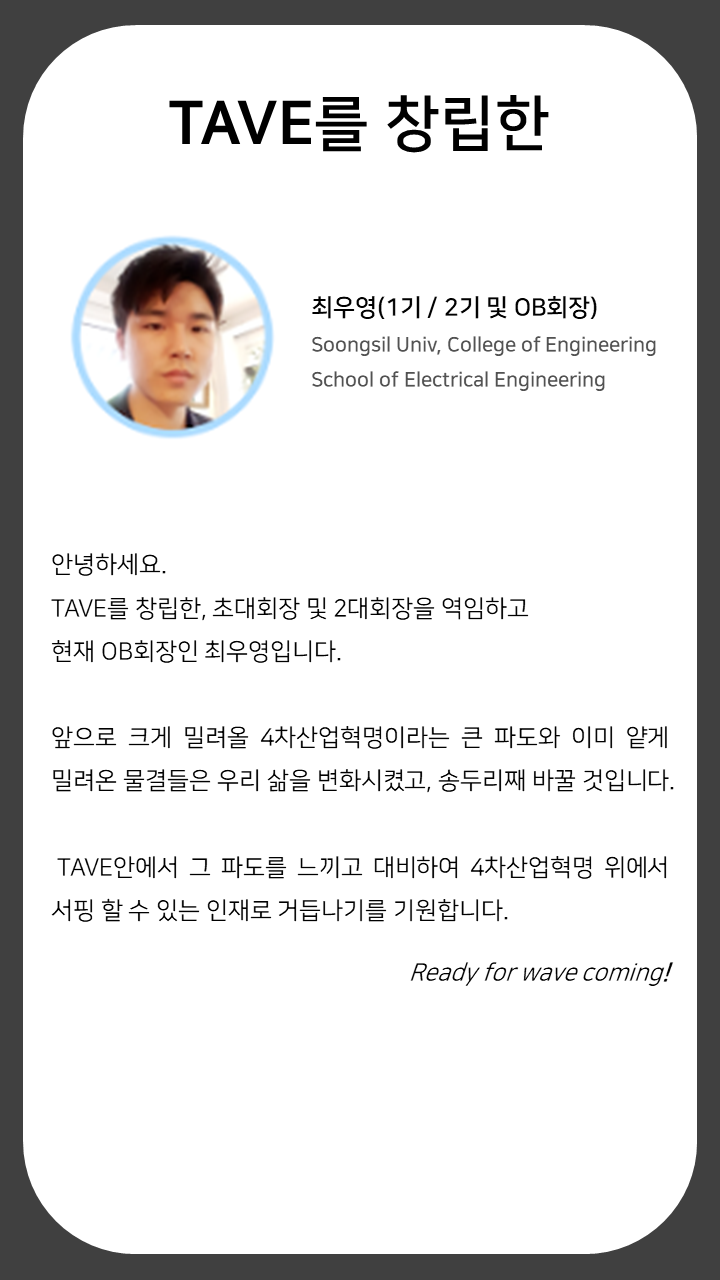 TAVE를 창립한
최우영(1기 / 2기 및 OB회장)
Soongsil Univ, College of Engineering
School of Electrical Engineering
안녕하세요.
TAVE를 창립한, 초대회장 및 2대회장을 역임하고
현재 OB회장인 최우영입니다.
앞으로 크게 밀려올 4차산업혁명이라는 큰 파도와 이미 얕게
밀려온 물결들은 우리 삶을 변화시켰고, 송두리째 바꿀 것입니다.
TAVE안에서 그 파도를 느끼고 대비하여 4차산업혁명 위에서
서핑 할 수 있는 인재로 거듭나기를 기원합니다.
Ready for wave coming!